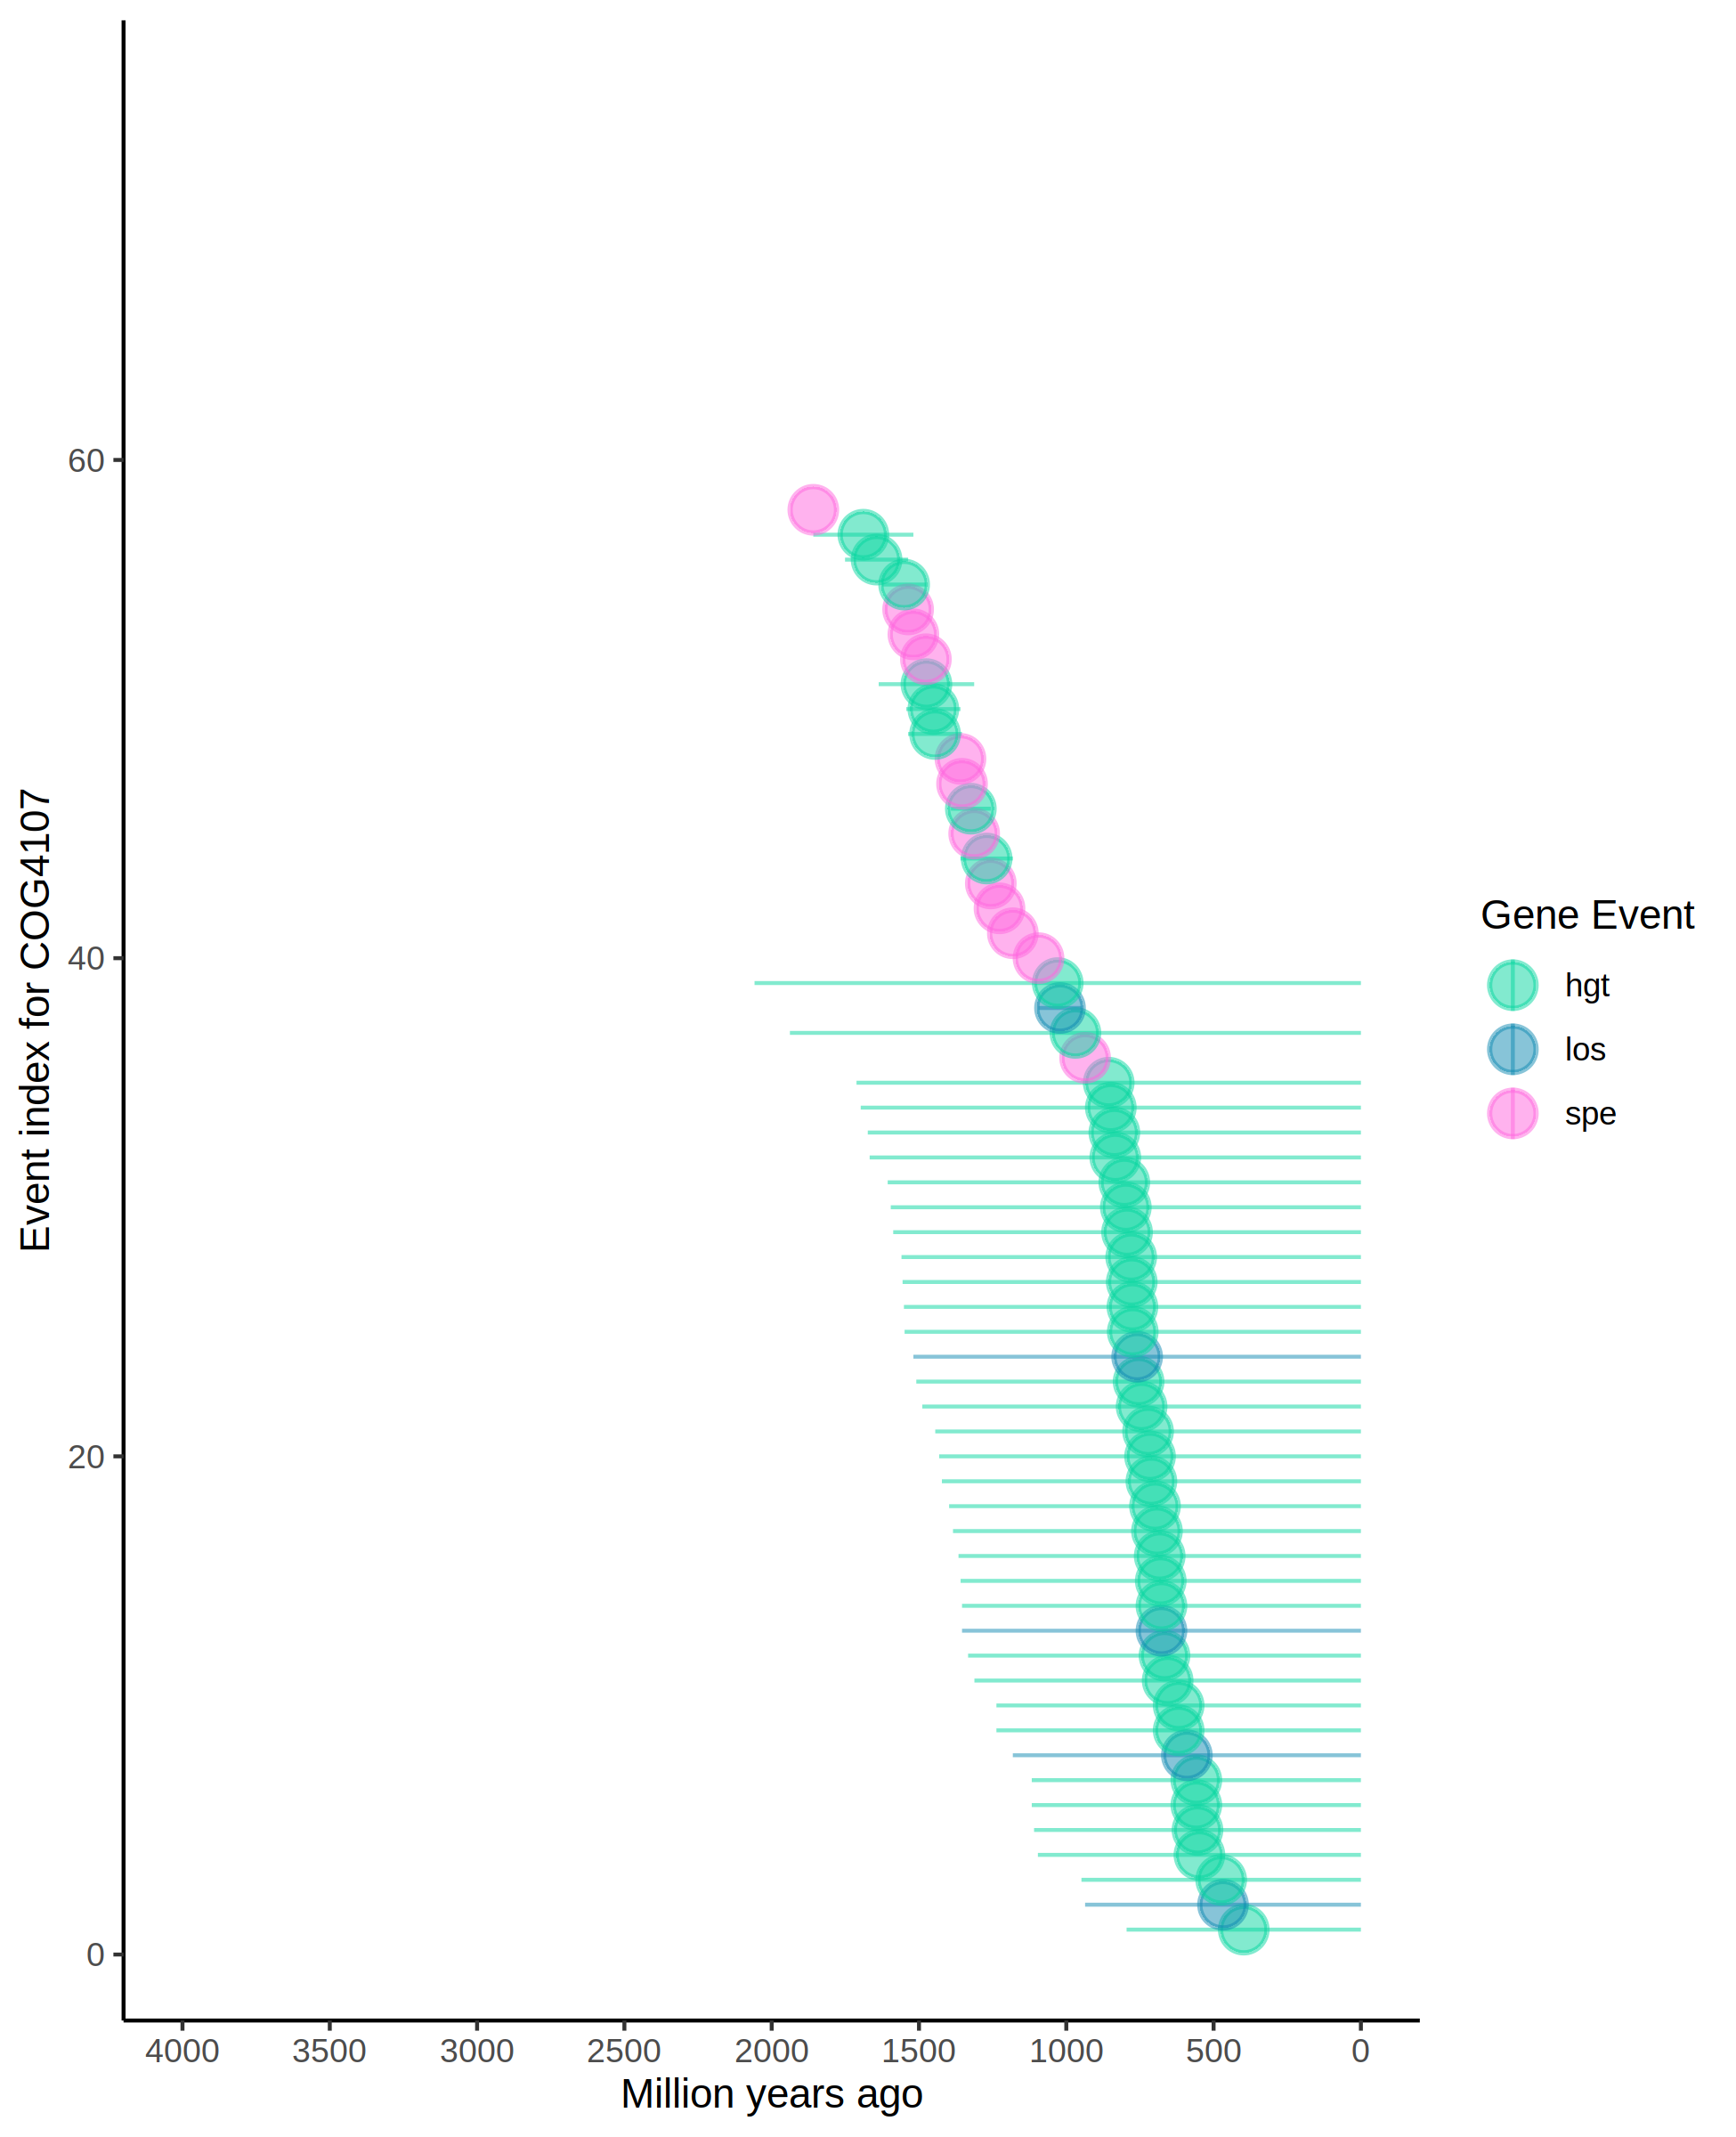 60
40
20
0
Event index for COG4107
4000 3500 3000 2500 2000 1500 1000 500 0
Million years ago
Gene Event
hgt
los
spe